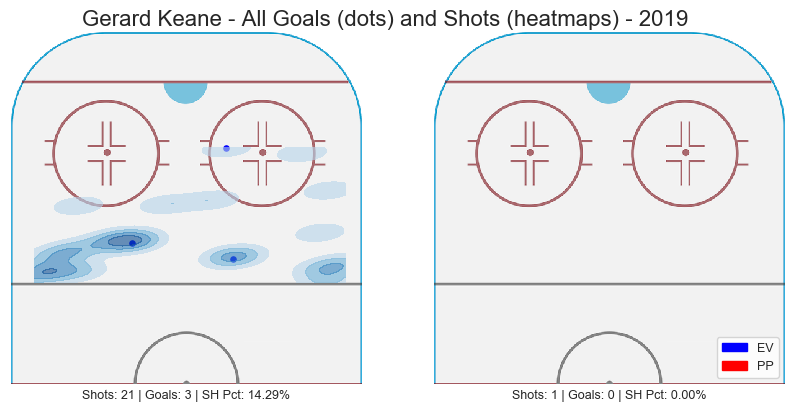 Gerard Keane - All Goals (dots) and Shots (heatmaps) - 2019
EV
PP
Shots: 21 | Goals: 3 | SH Pct: 14.29%
Shots: 1 | Goals: 0 | SH Pct: 0.00%